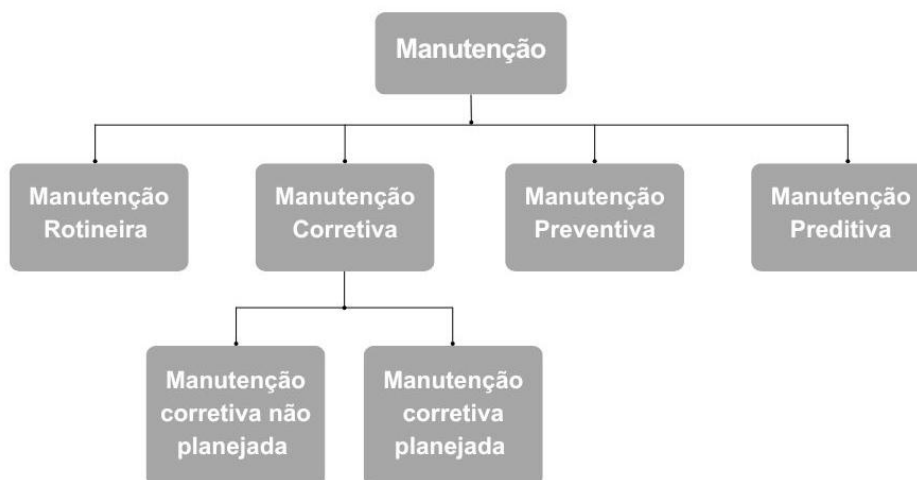 Manutenção
Manutenção
Rotineira
Manutenção
Corretiva
Manutenção
Preventiva
Manutenção
Preditiva
Manutenção
corretiva não
planejada
Manutenção
corretiva
planejada